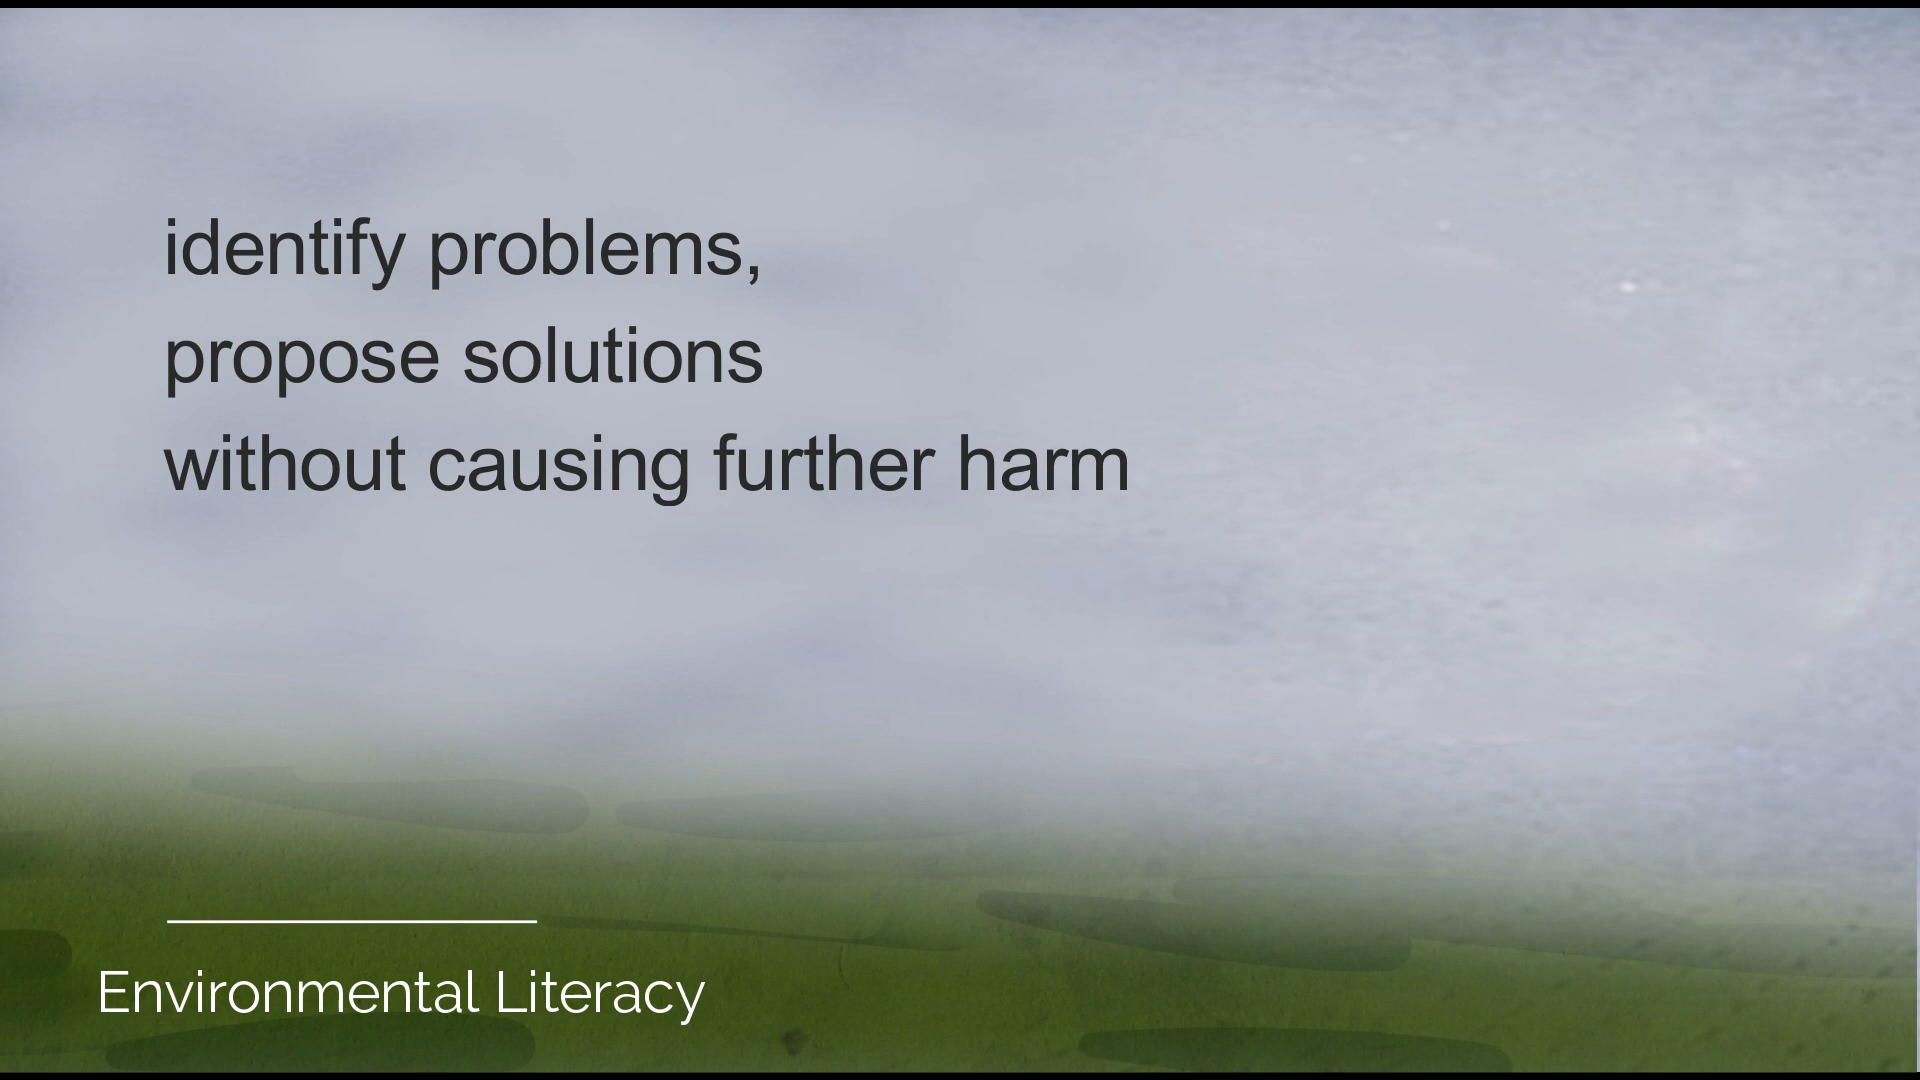 identify problems,
propose solutions
without causing further harm
Environmental Literacy